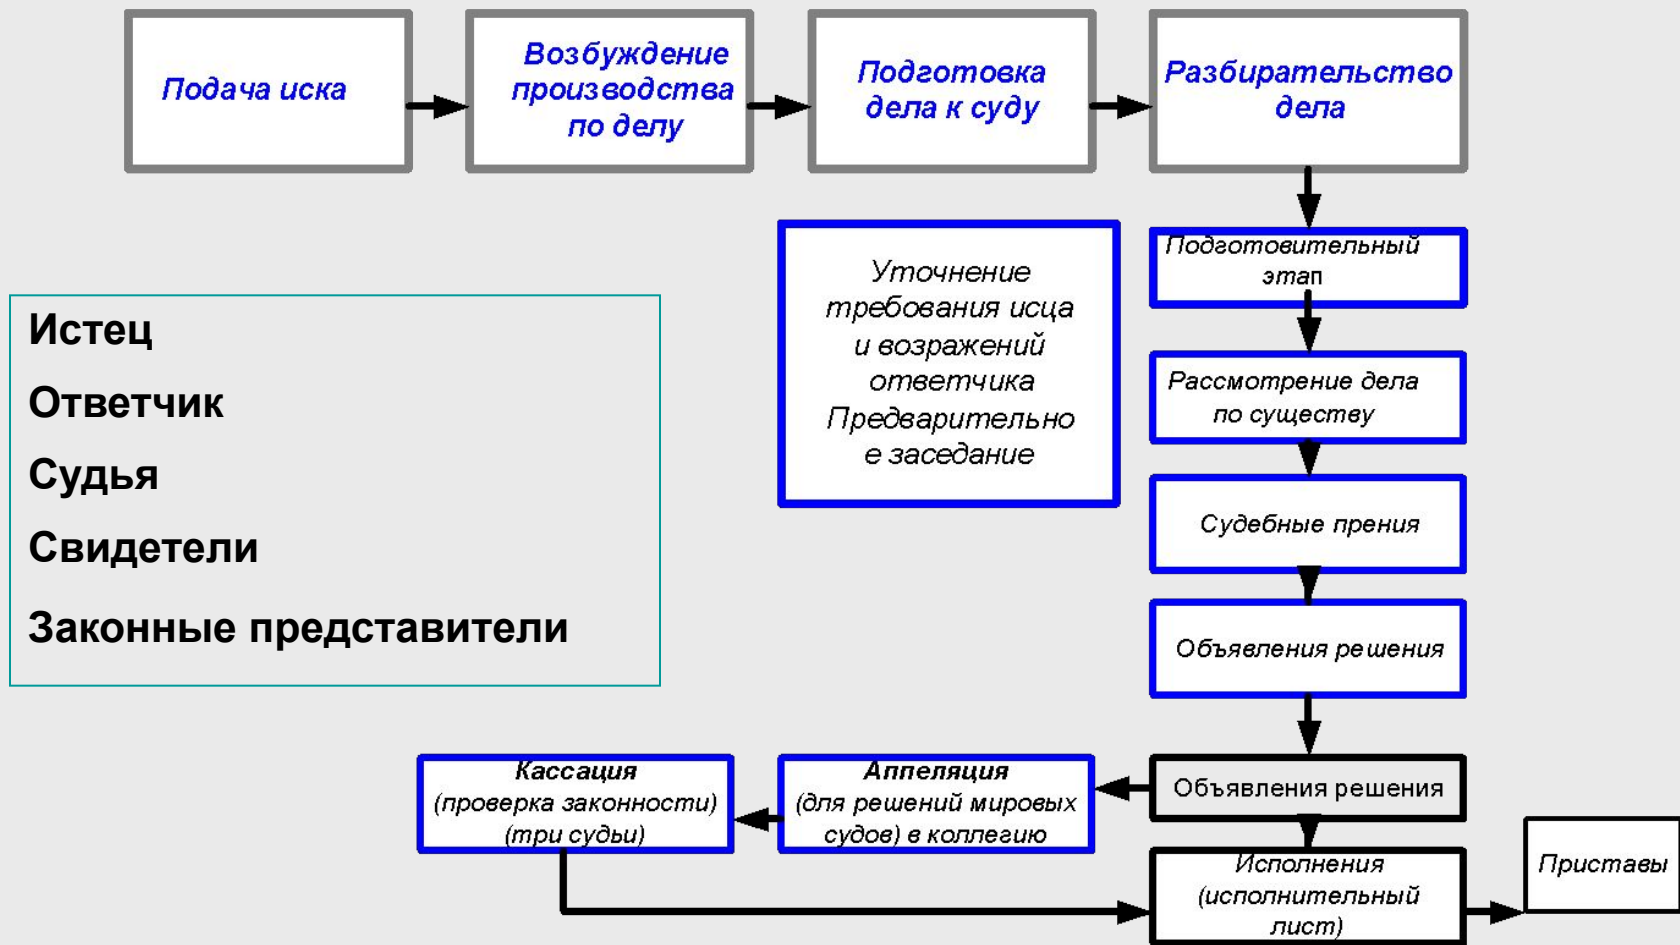 Подача иска
Возбуждение
производства
по делу
Подготовка
дела к суду
Разбирательство
дела
Уточнение
требования исца
и возражений
ответчика
Предварительно
е заседание
Подготовительный
этап
Рассмотрение дела
по существу
Судебные прения
Объявления решения
Истец
Ответчик
Судья
Свидетели
Законные представители
Кассация
(проверка законности)
(три судьи)
Аппеляция
(для решений мировых
судов) в коллегию
Объявления решения
Исполнения
(исполнительный
лист)
Приставы